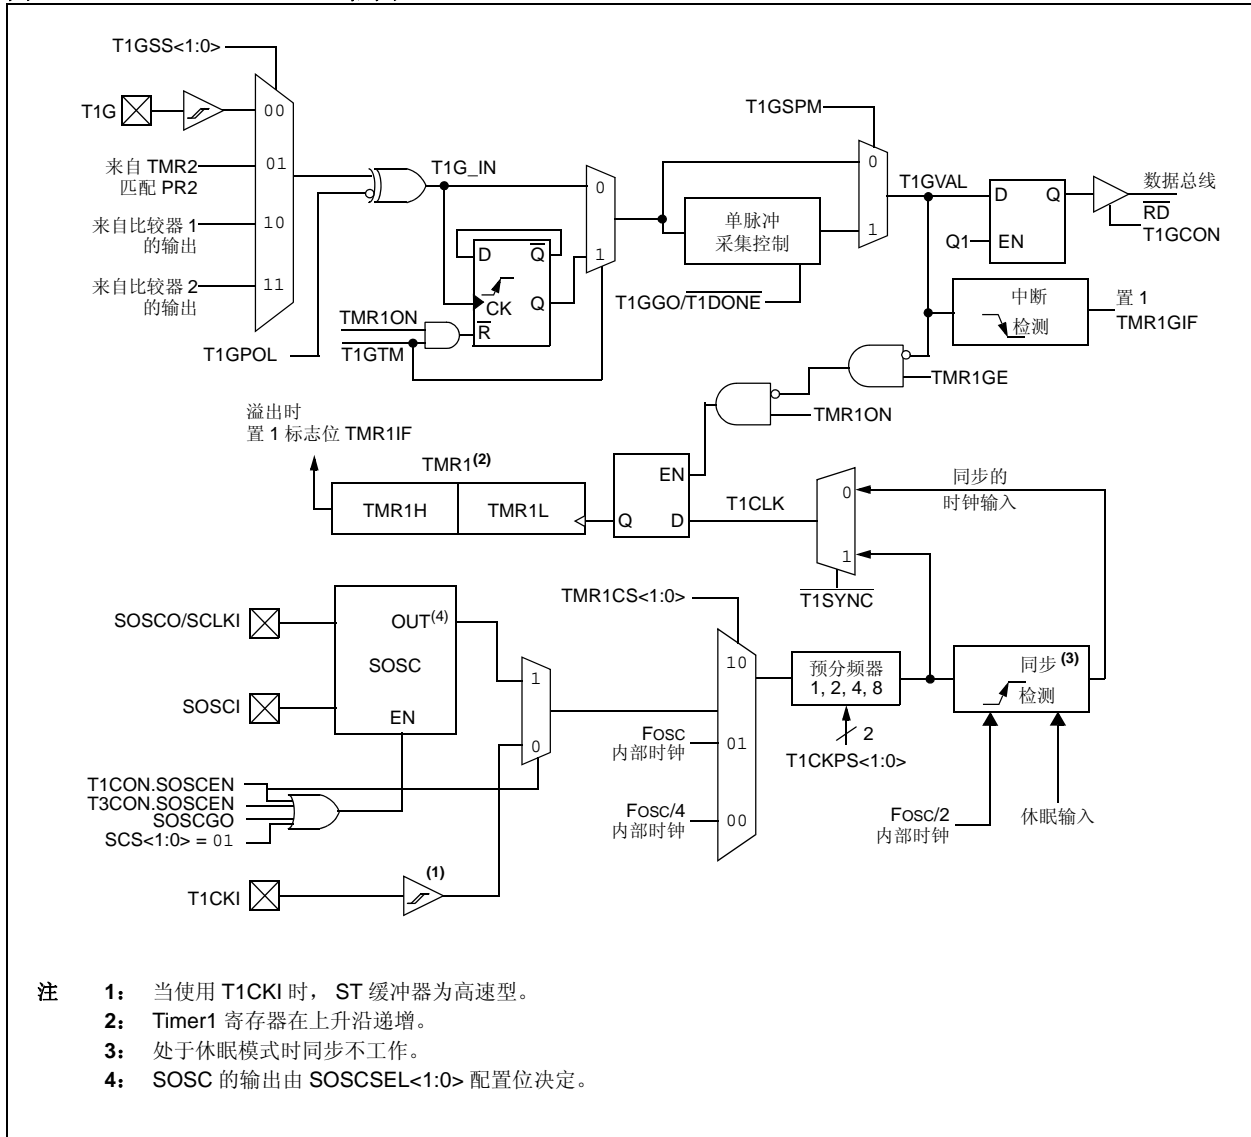 T1GSS<1:0>
T1G
00
来自 TMR2
匹配 PR2
01
来自比较器 1
的输出
10
来自比较器 2
的输出
11
T1GPOL
T1G_IN
D
Q
CK
Q
R
TMR1ON
T1GTM
0
1
T1GSPM
单脉冲
采集控制
T1GGO/T1DONE
0
1
T1GVAL
D
Q
Q1
EN
数据总线
RD
T1GCON
中断
检测
置 1
TMR1GIF
TMR1GE
TMR1ON
溢出时
置 1 标志位 TMR1IF
TMR1(2)
TMR1H
TMR1L
EN
Q
D
T1CLK
0
1
T1SYNC
同步的
时钟输入
SOSCO/SCLKI
OUT(4)
SOSC
SOSCI
EN
1
0
T1CON.SOSCEN
T3CON.SOSCEN
SOSCGO
SCS<1:0> = 01
T1CKI
(1)
TMR1CS<1:0>
10
FOSC
内部时钟
01
FOSC/4
内部时钟
00
预分频器
1, 2, 4, 8
2
T1CKPS<1:0>
同步 (3)
检测
FOSC/2
内部时钟
休眠输入
注 1： 当使用 T1CKI 时， ST 缓冲器为高速型。
2： Timer1 寄存器在上升沿递增。
3： 处于休眠模式时同步不工作。
4： SOSC 的输出由 SOSCSEL<1:0> 配置位决定。